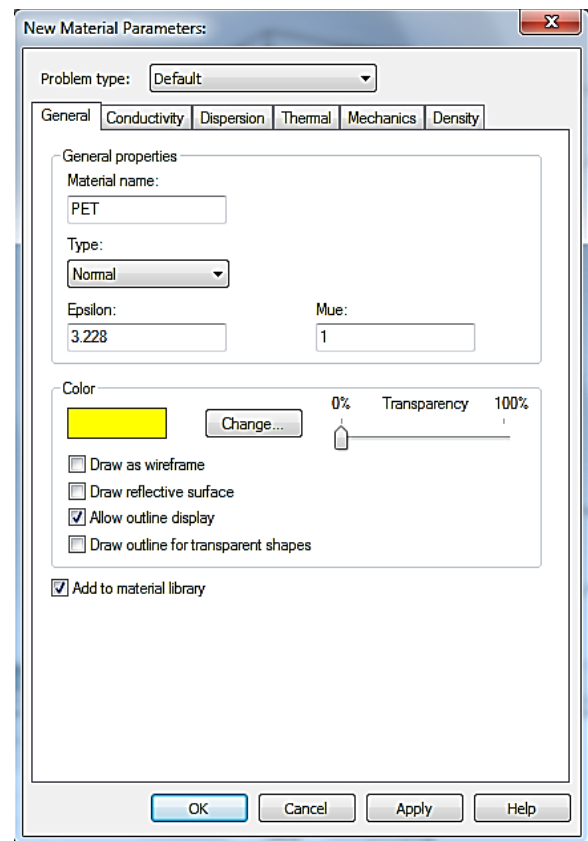 New Material Parameters:
Problem type: Default
General Conductivity Dispersion Thermal Mechanics Density
General properties
Material name:
PET
Type:
Normal
Epsilon: Mue:
3.228 1
Color
0% Transparency 100%
Change...
Draw as wireframe
Draw reflective surface
Allow outline display
Draw outline for transparent shapes
Add to material library
OK Cancel Apply Help